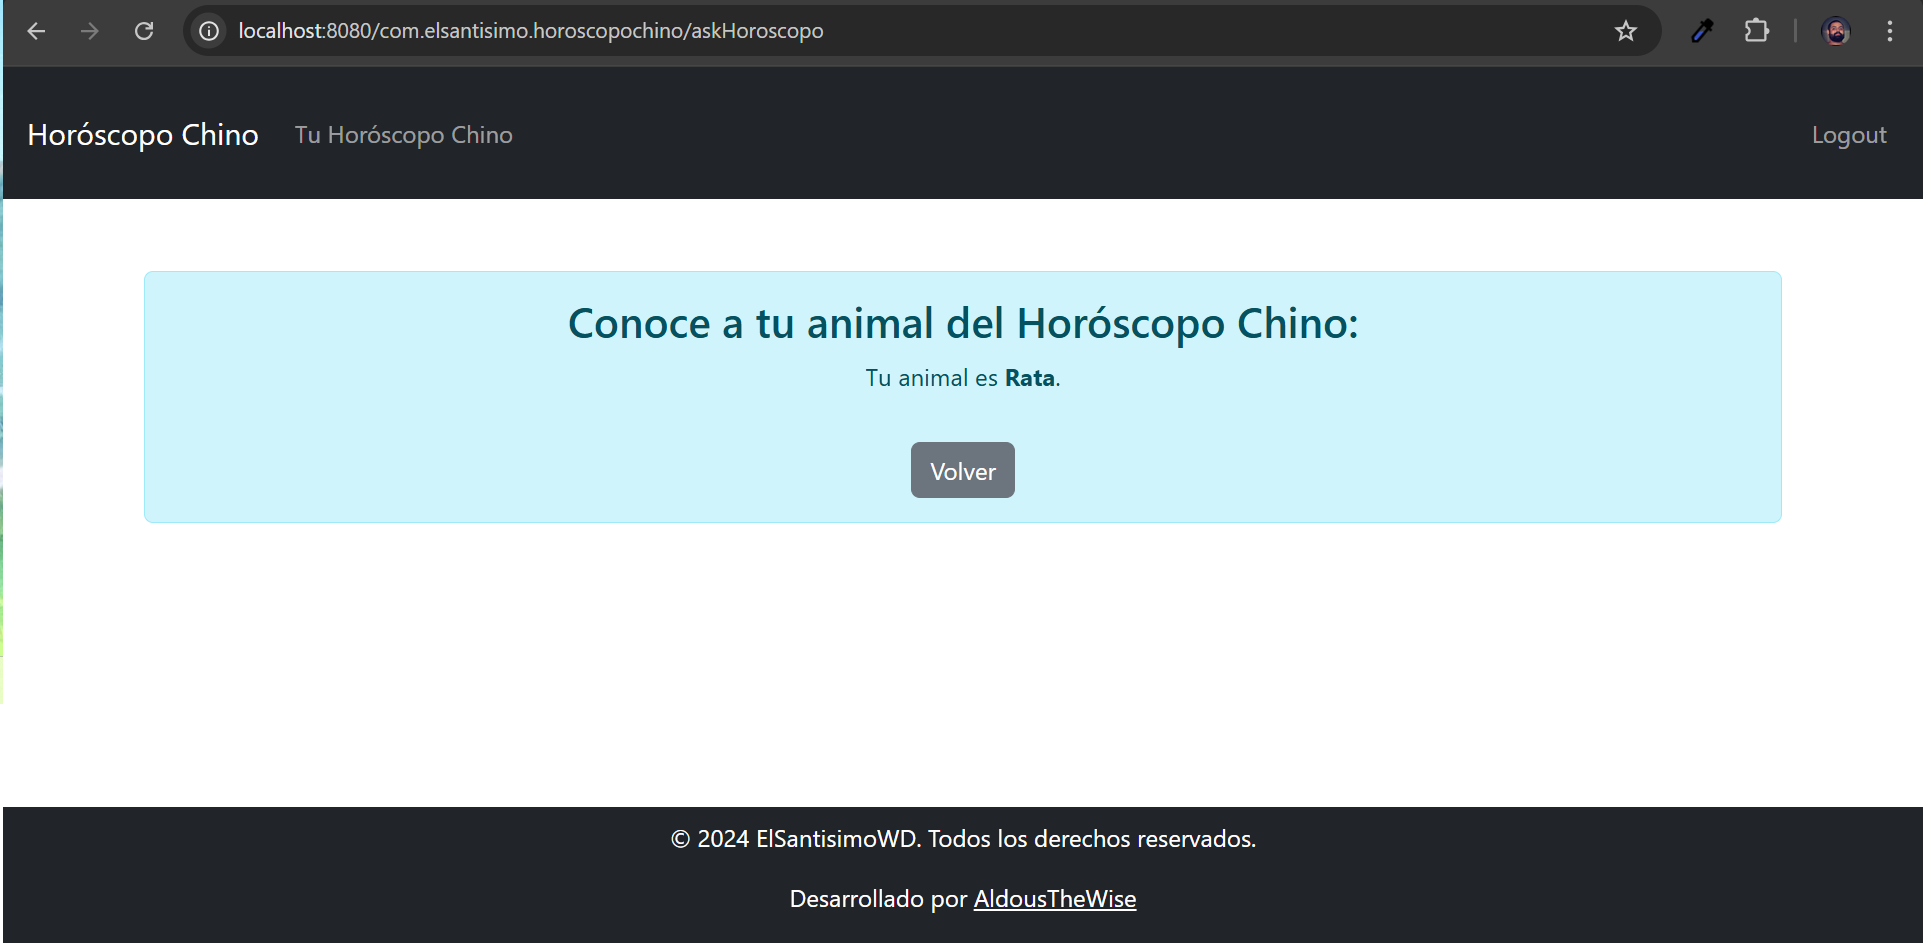 localhost:8080/com.elsantisimo.horoscopochino/askHoroscopo
Horóscopo Chino Tu Horóscopo Chino Logout
Conoce a tu animal del Horóscopo Chino:
Tu animal es Rata.
Volver
© 2024 ElSantisimoWD. Todos los derechos reservados.
Desarrollado por AldousTheWise